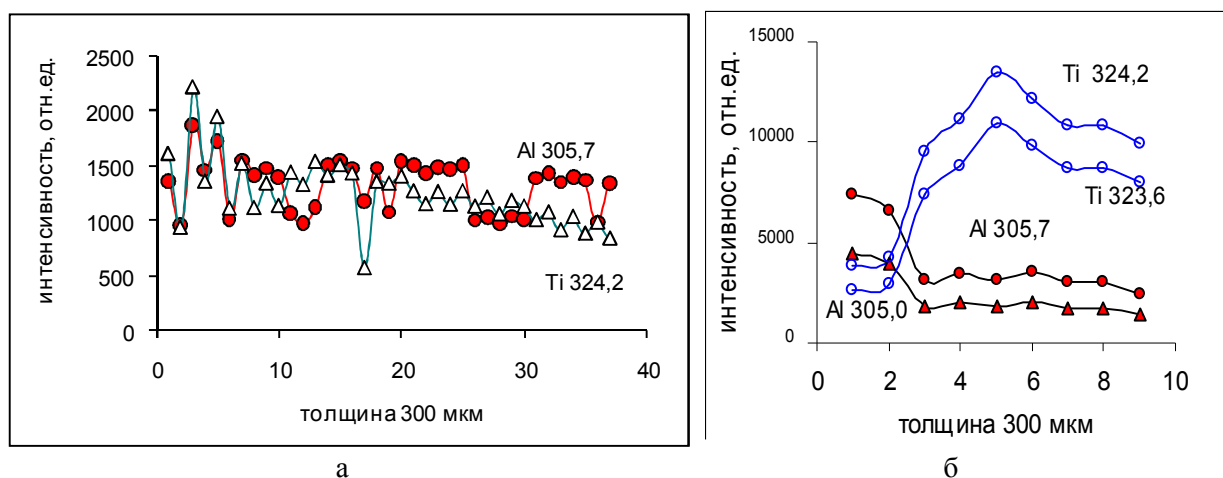 интенсивность, отн.ед.
2500
2000
1500
1000
500
0
Al 305,7
Ti 324,2
0 10 20 30 40
толщина 300 мкм
а
интенсивность, отн.ед.
15000
10000
5000
0
Ti 324,2
Ti 323,6
Al 305,7
Al 305,0
0 2 4 6 8 10
толщина 300 мкм
б